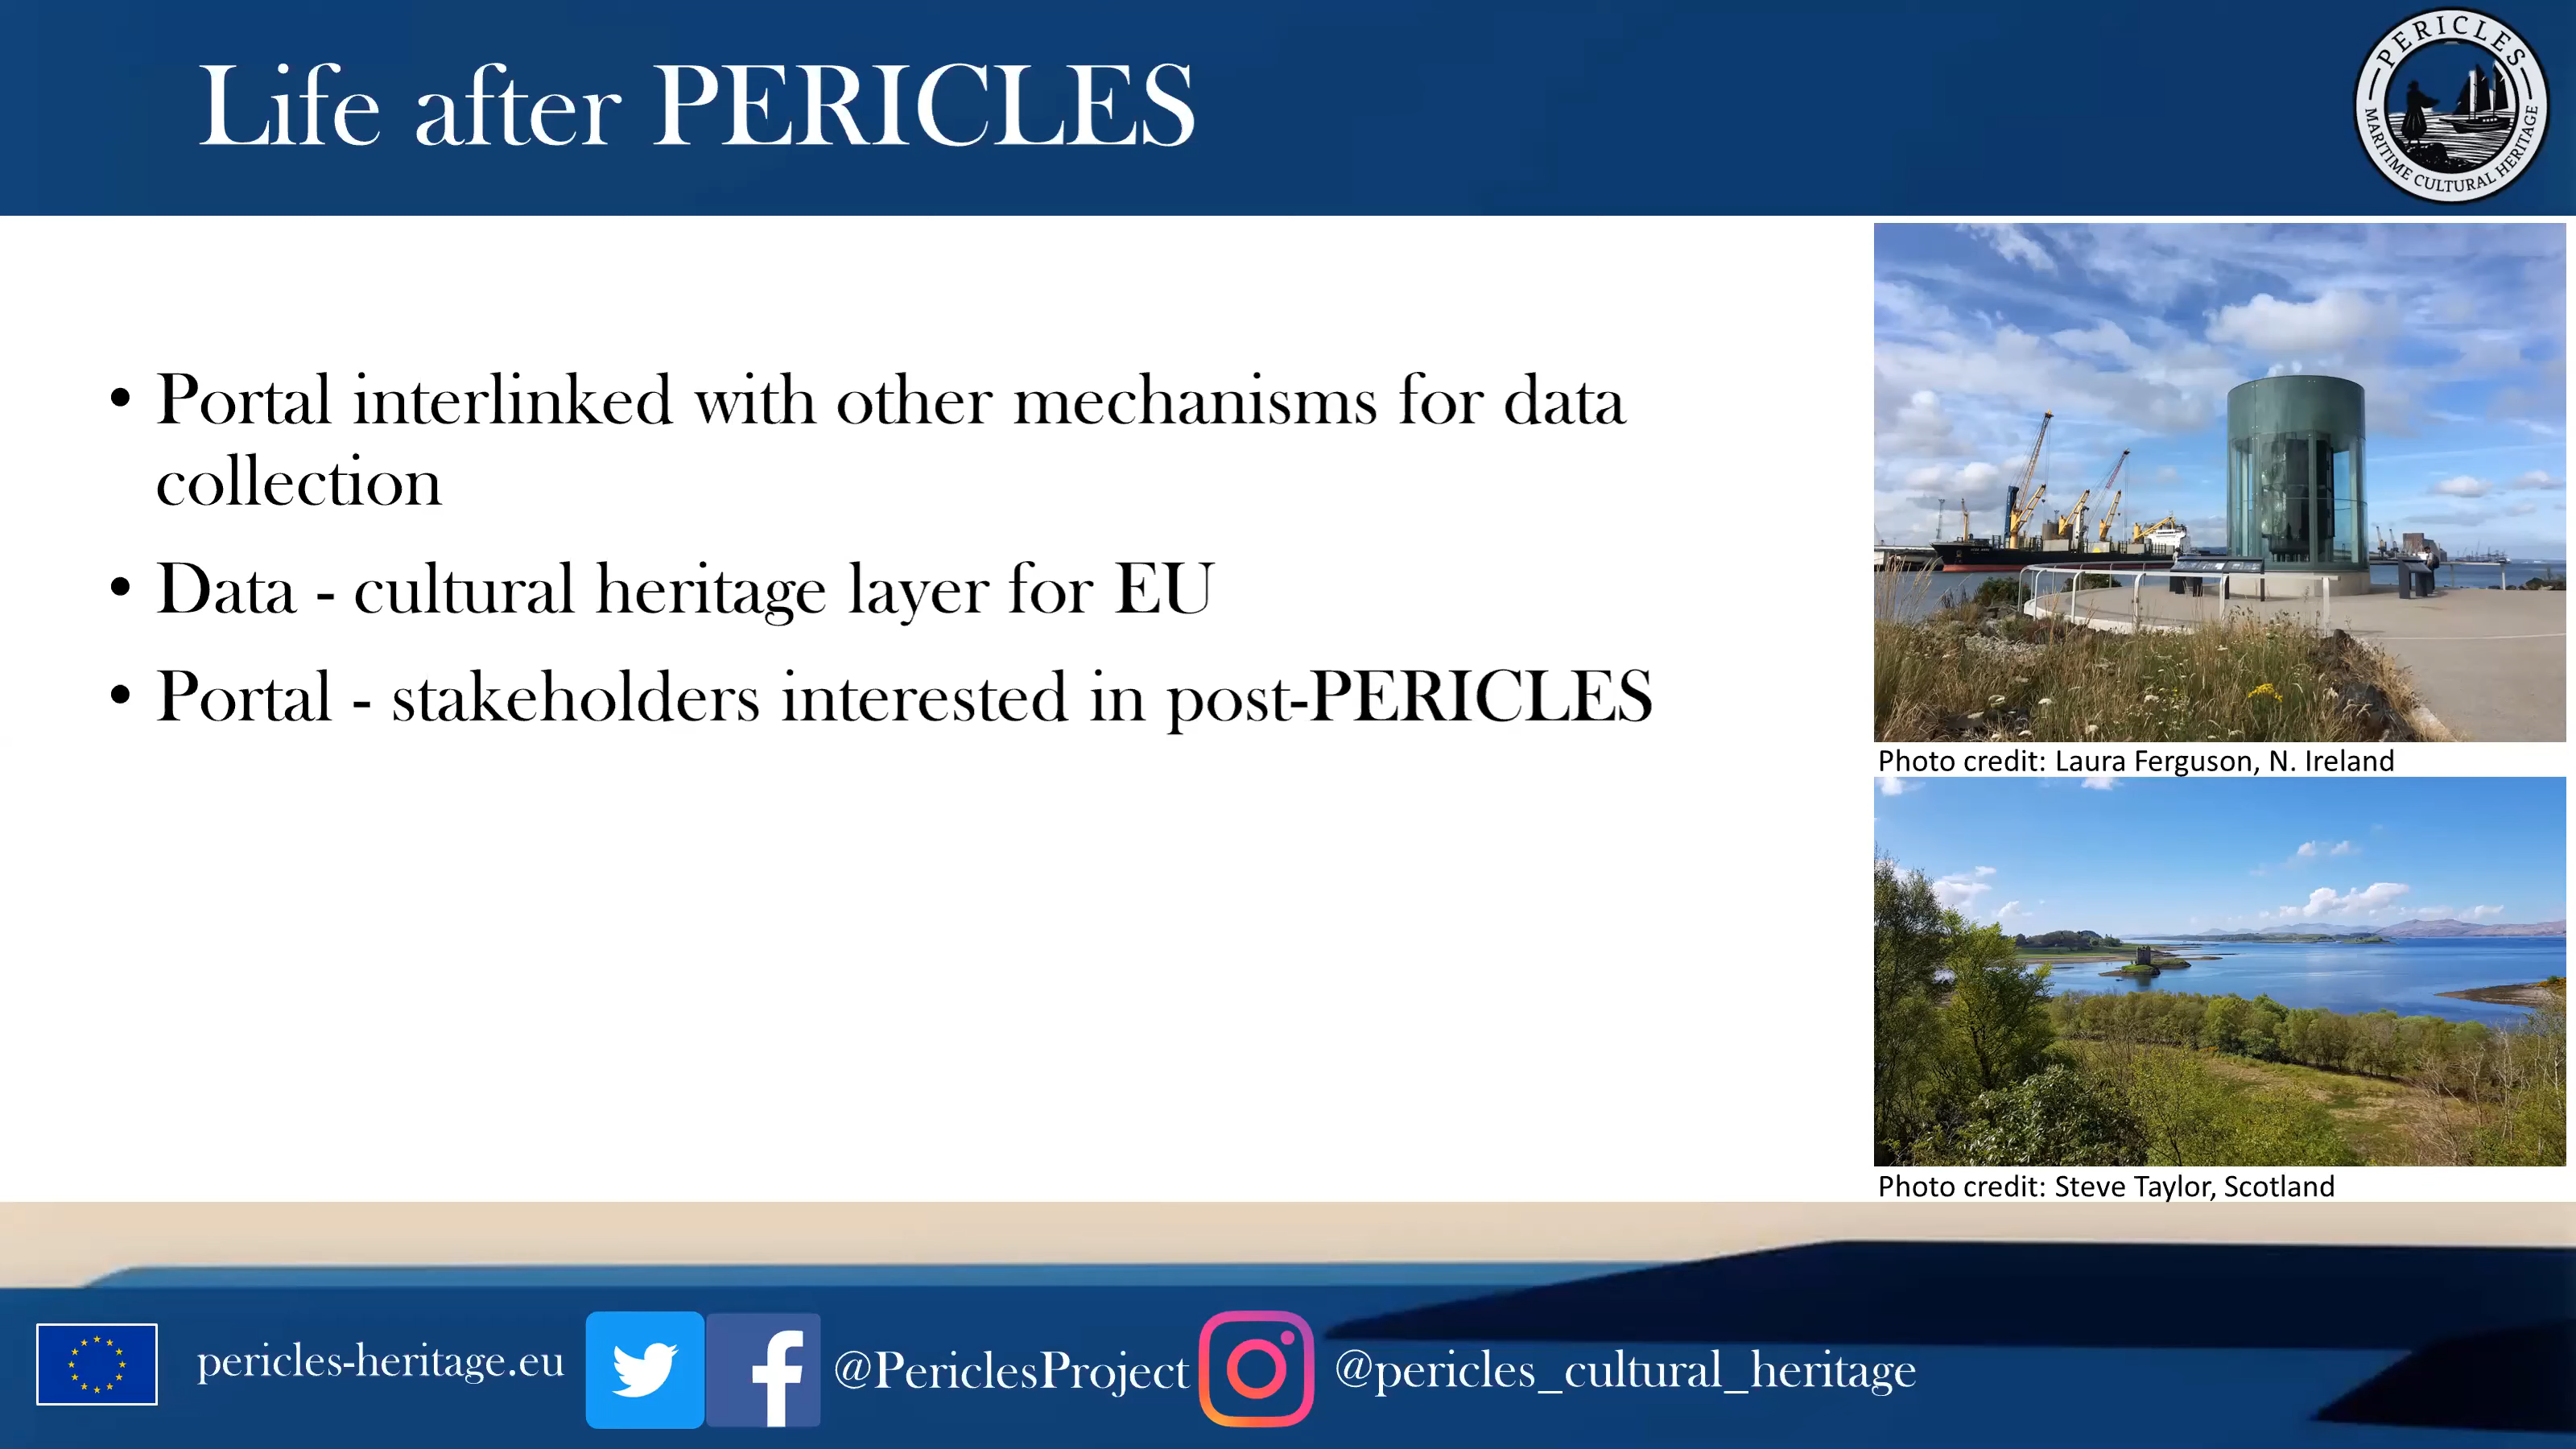 Life after PERICLES
PERICLES
MARITIME CULTURAL HERITAGE
• Portal interlinked with other mechanisms for data
collection
• Data - cultural heritage layer for EU
• Portal - stakeholders interested in post-PERICLES
Photo credit: Laura Ferguson, N. Ireland
Photo credit: Steve Taylor, Scotland
pericles-heritage.eu
@PericlesProject
@pericles_cultural_heritage